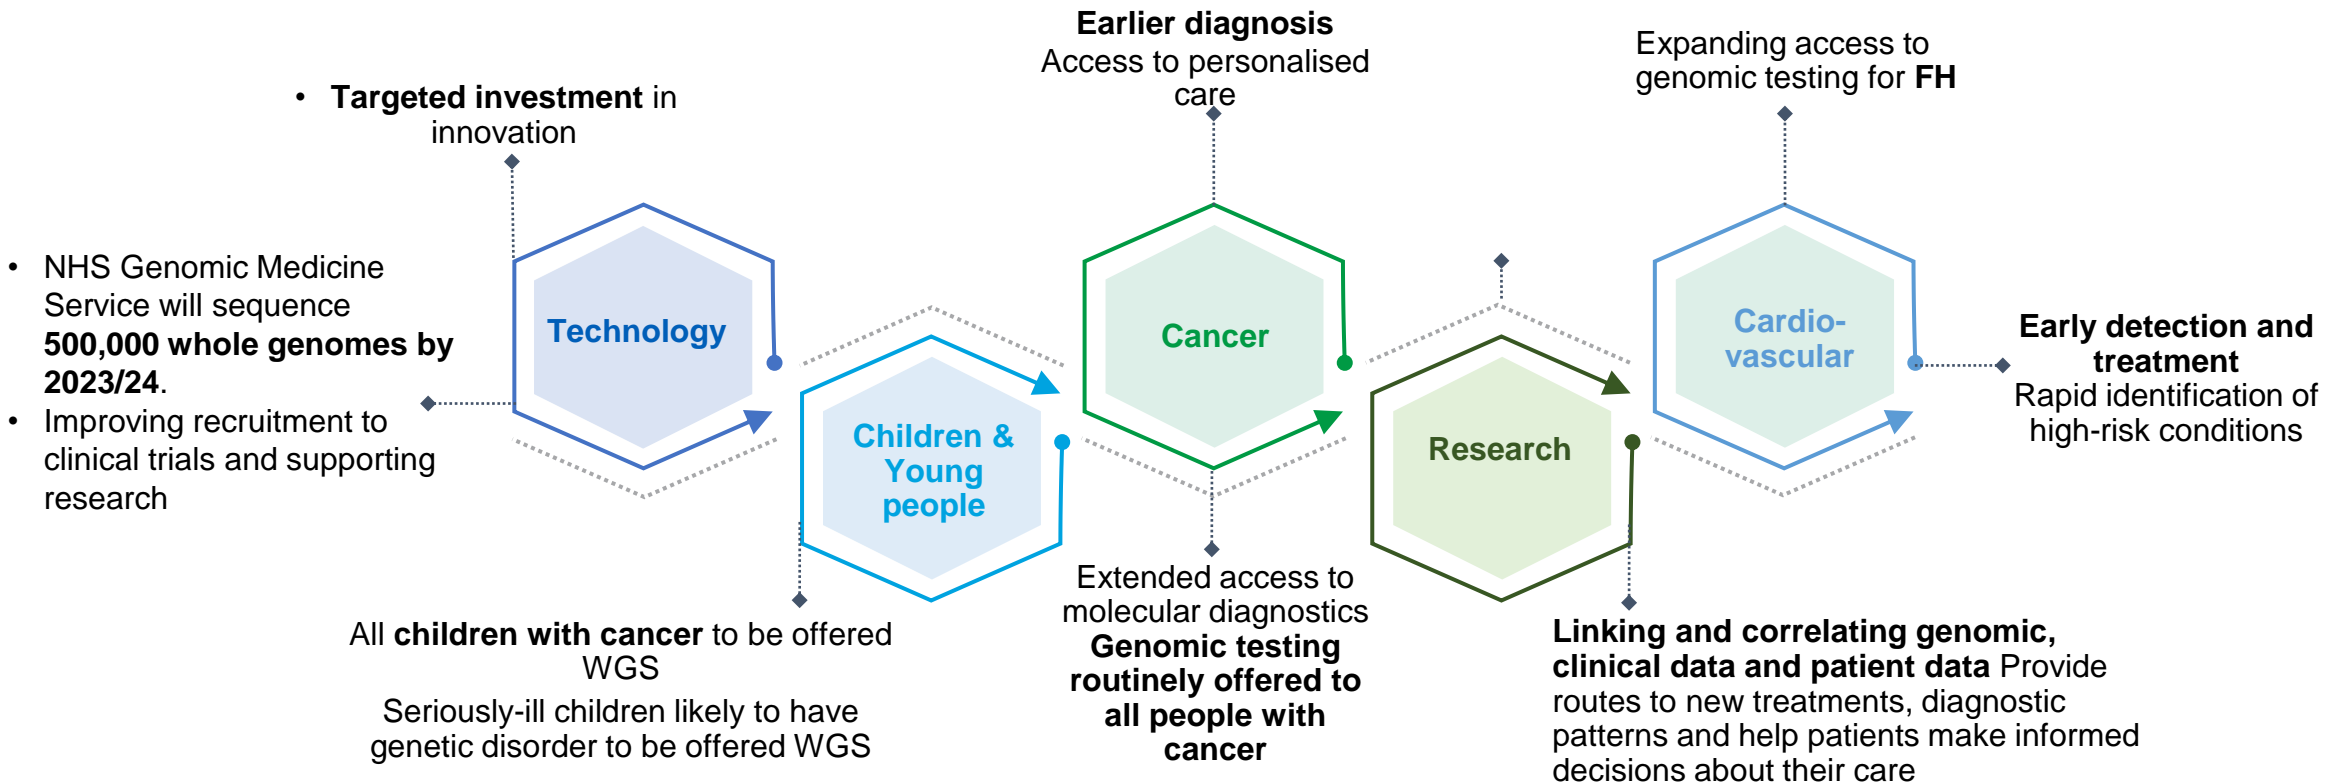 • Targeted investment in
innovation
• NHS Genomic Medicine
Service will sequence
500,000 whole genomes by
2023/24.
• Improving recruitment to
clinical trials and supporting
research
Technology
All children with cancer to be offered
WGS
Seriously-ill children likely to have
genetic disorder to be offered WGS
Children &
Young
people
Earlier diagnosis
Access to personalised
care
Cancer
Extended access to
molecular diagnostics
Genomic testing
routinely offered to
all people with
cancer
Research
Linking and correlating genomic,
clinical data and patient data Provide
routes to new treatments, diagnostic
patterns and help patients make informed
decisions about their care
Expanding access to
genomic testing for FH
Cardio-
vascular
Early detection and
treatment
Rapid identification of
high-risk conditions